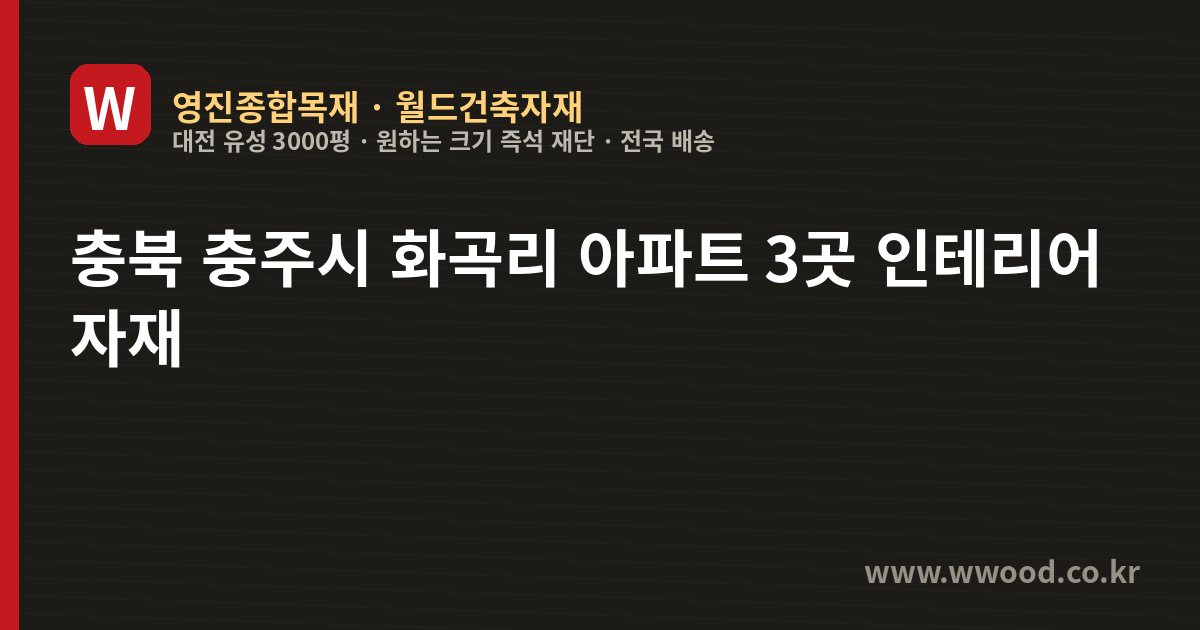 W
영진종합목재 · 월드건축자재
대전 유성 3000평 · 원하는 크기 즉석 재단 · 전국 배송
충북 충주시 화곡리 아파트 3곳 인테리어
자재
www.wwood.co.kr